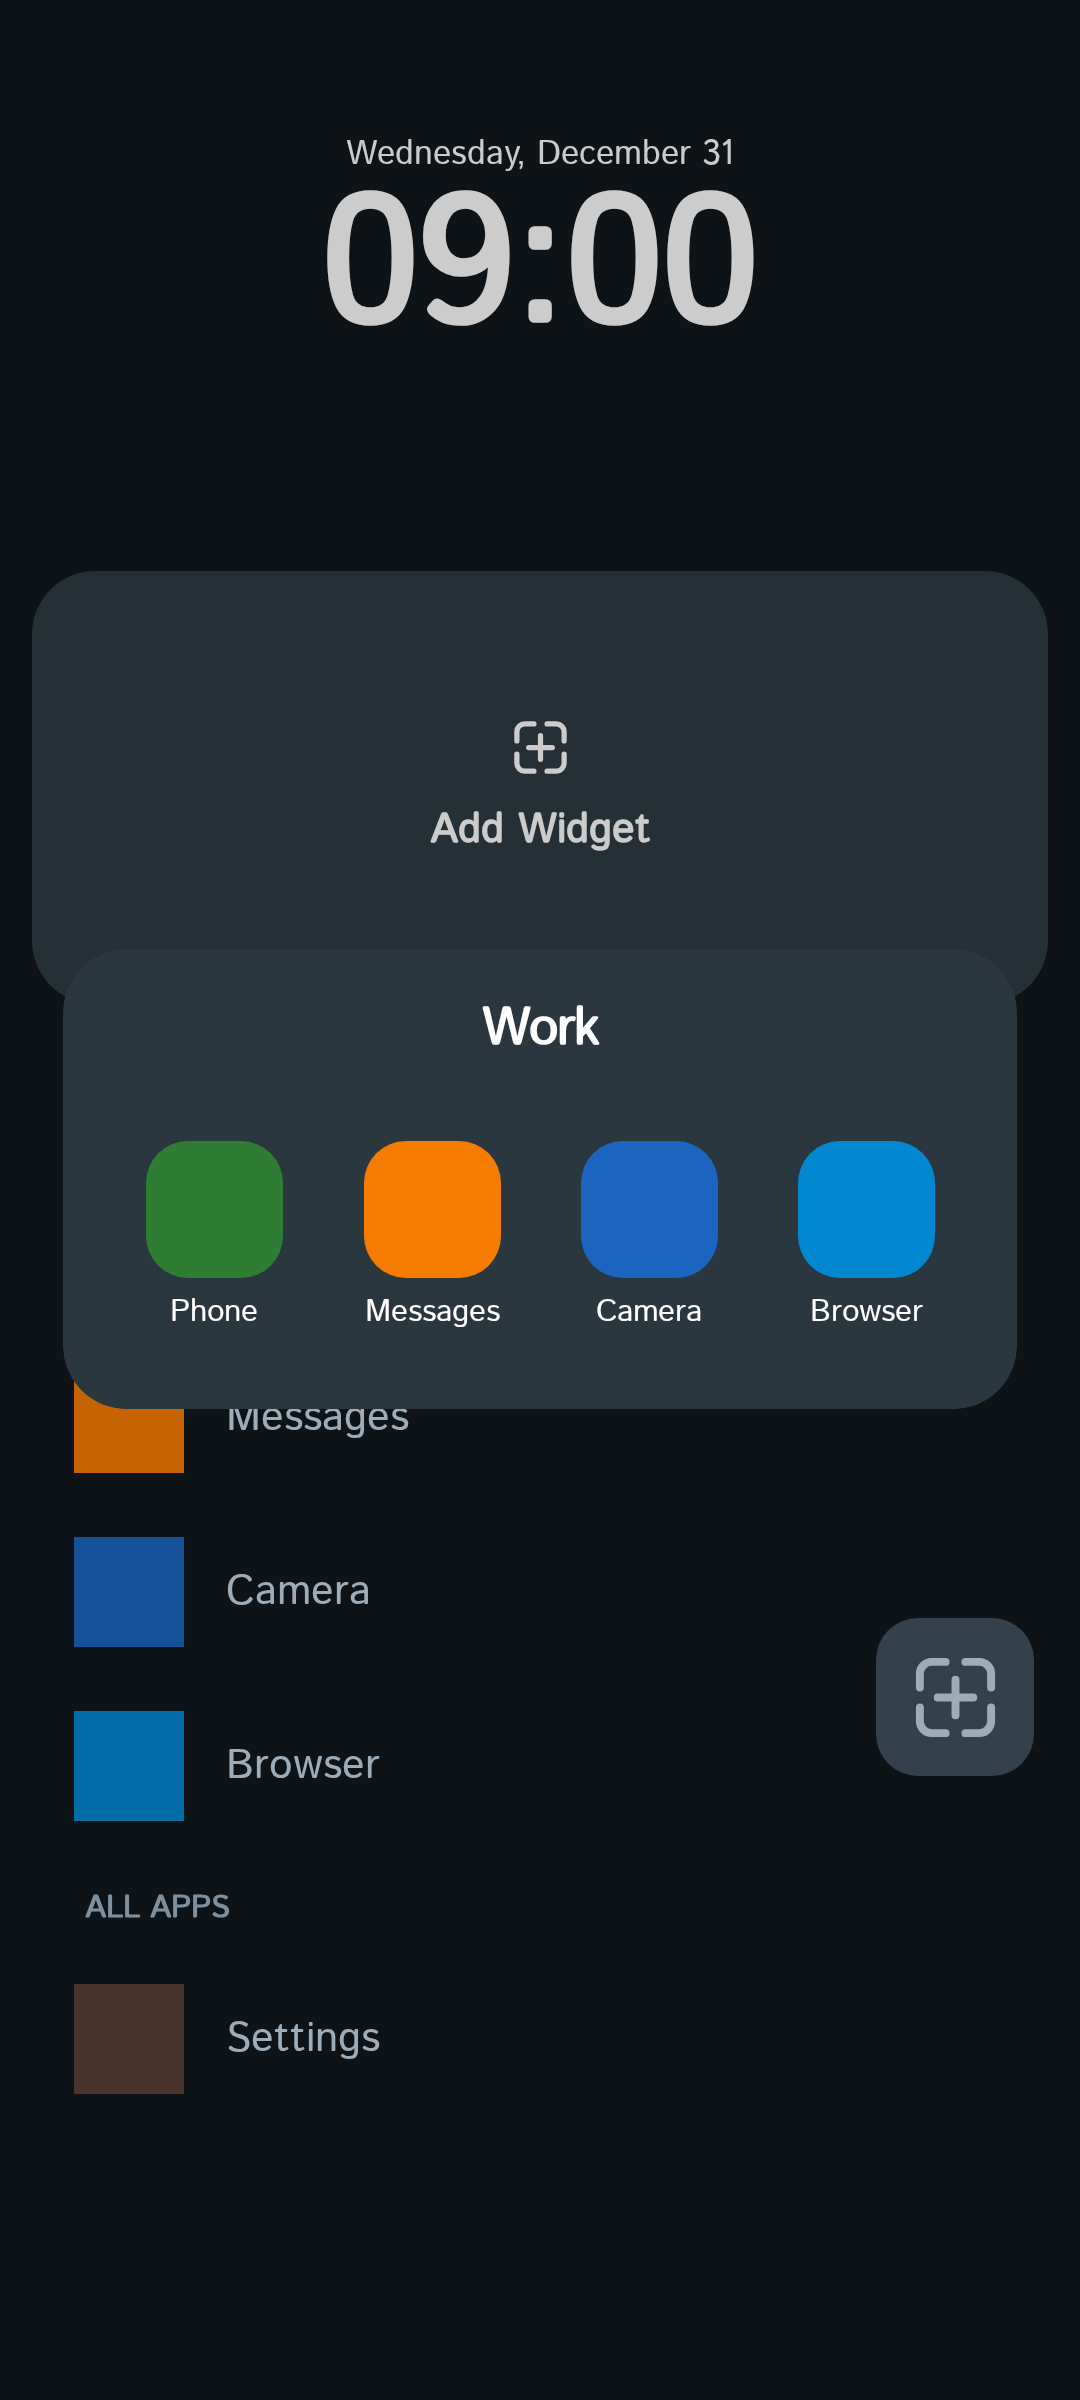 Wednesday, December 31
09:00
Add Widget
Work
Phone Messages Camera Browser
Messages
Camera
Browser
ALL APPS
Settings